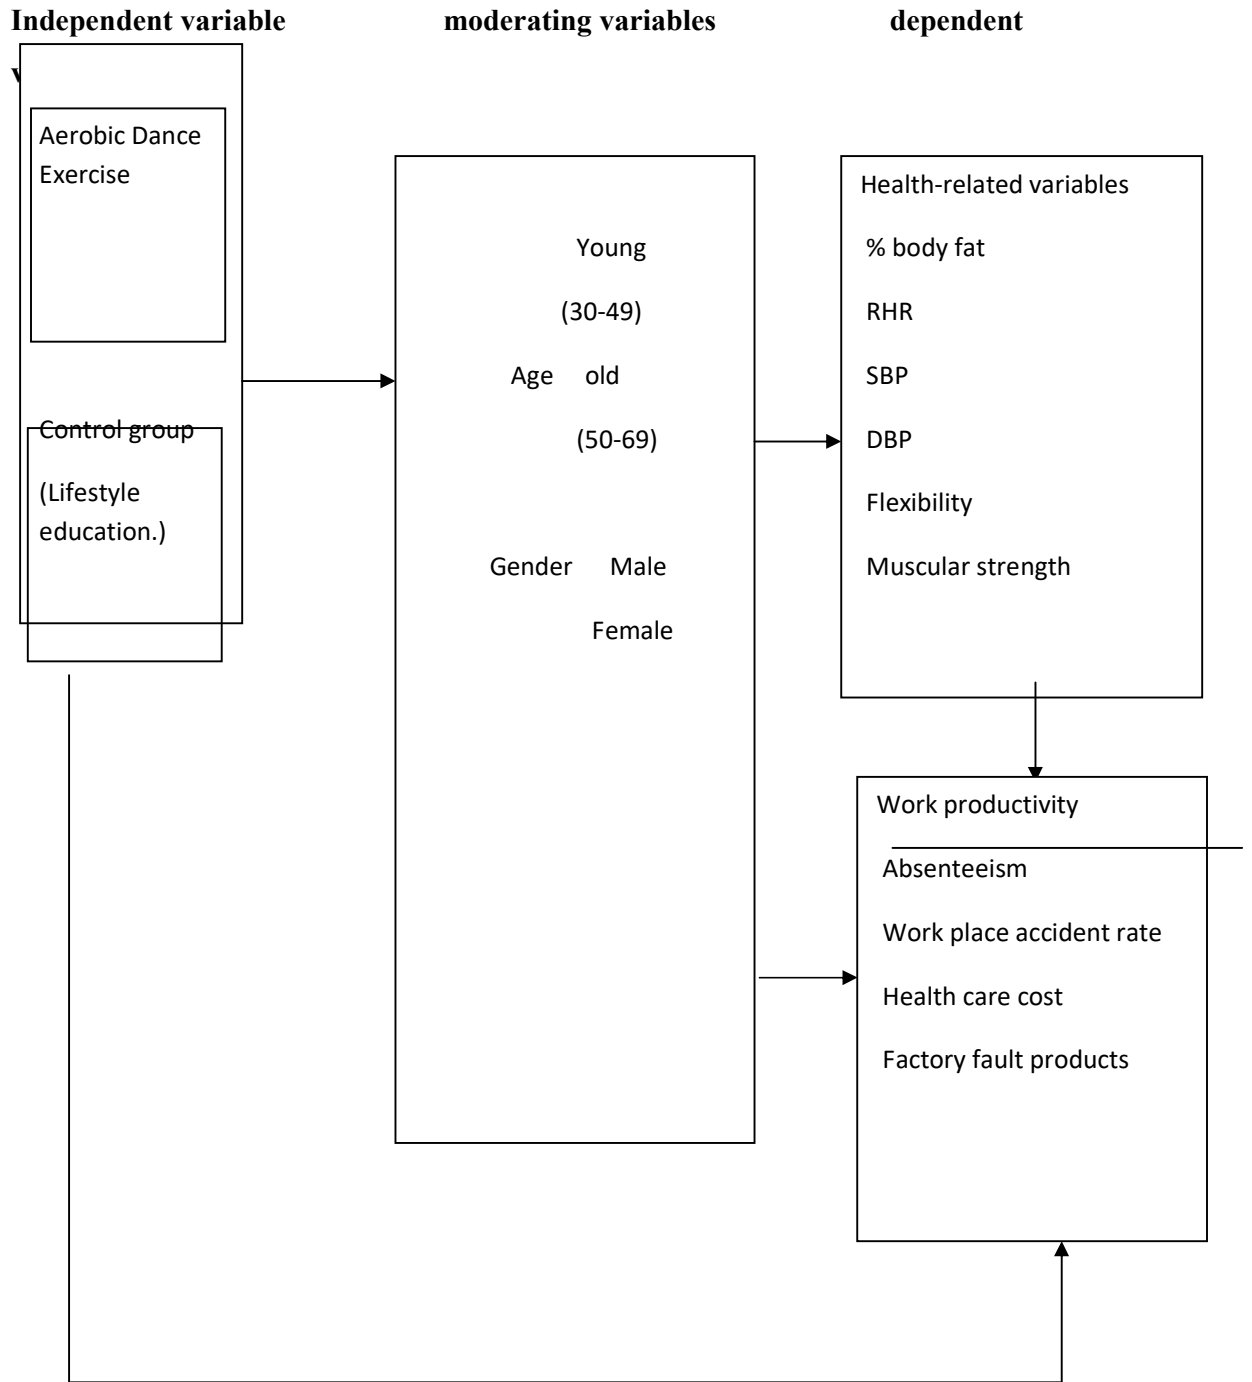 Independent variable moderating variables dependent
v
Aerobic Dance
Exercise
Control group
(Lifestyle
education.)
Young
(30-49)
Age old
(50-69)
Gender Male
Female
Health-related variables
% body fat
RHR
SBP
DBP
Flexibility
Muscular strength
Work productivity
Absenteeism
Work place accident rate
Health care cost
Factory fault products